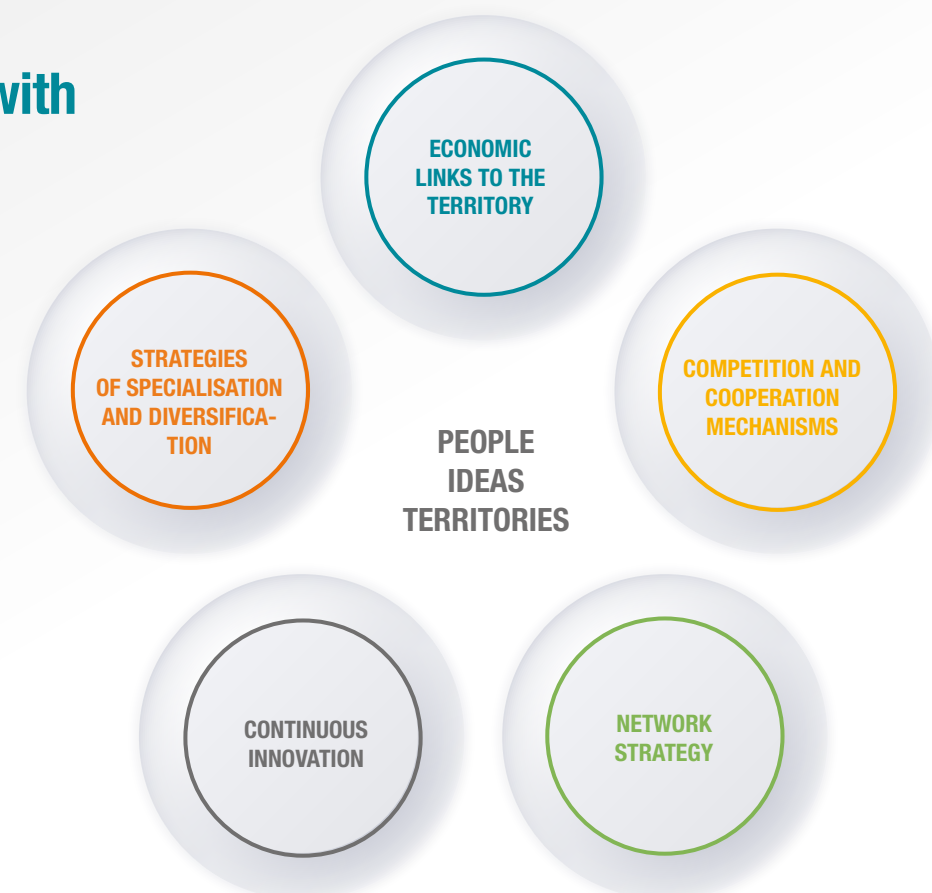 with
ECONOMIC
LINKS TO THE
TERRITORY
STRATEGIES
OF SPECIALISATION
AND DIVERSIFICA-
TION
COMPETITION AND
COOPERATION
MECHANISMS
PEOPLE
IDEAS
TERRITORIES
CONTINUOUS
INNOVATION
NETWORK
STRATEGY